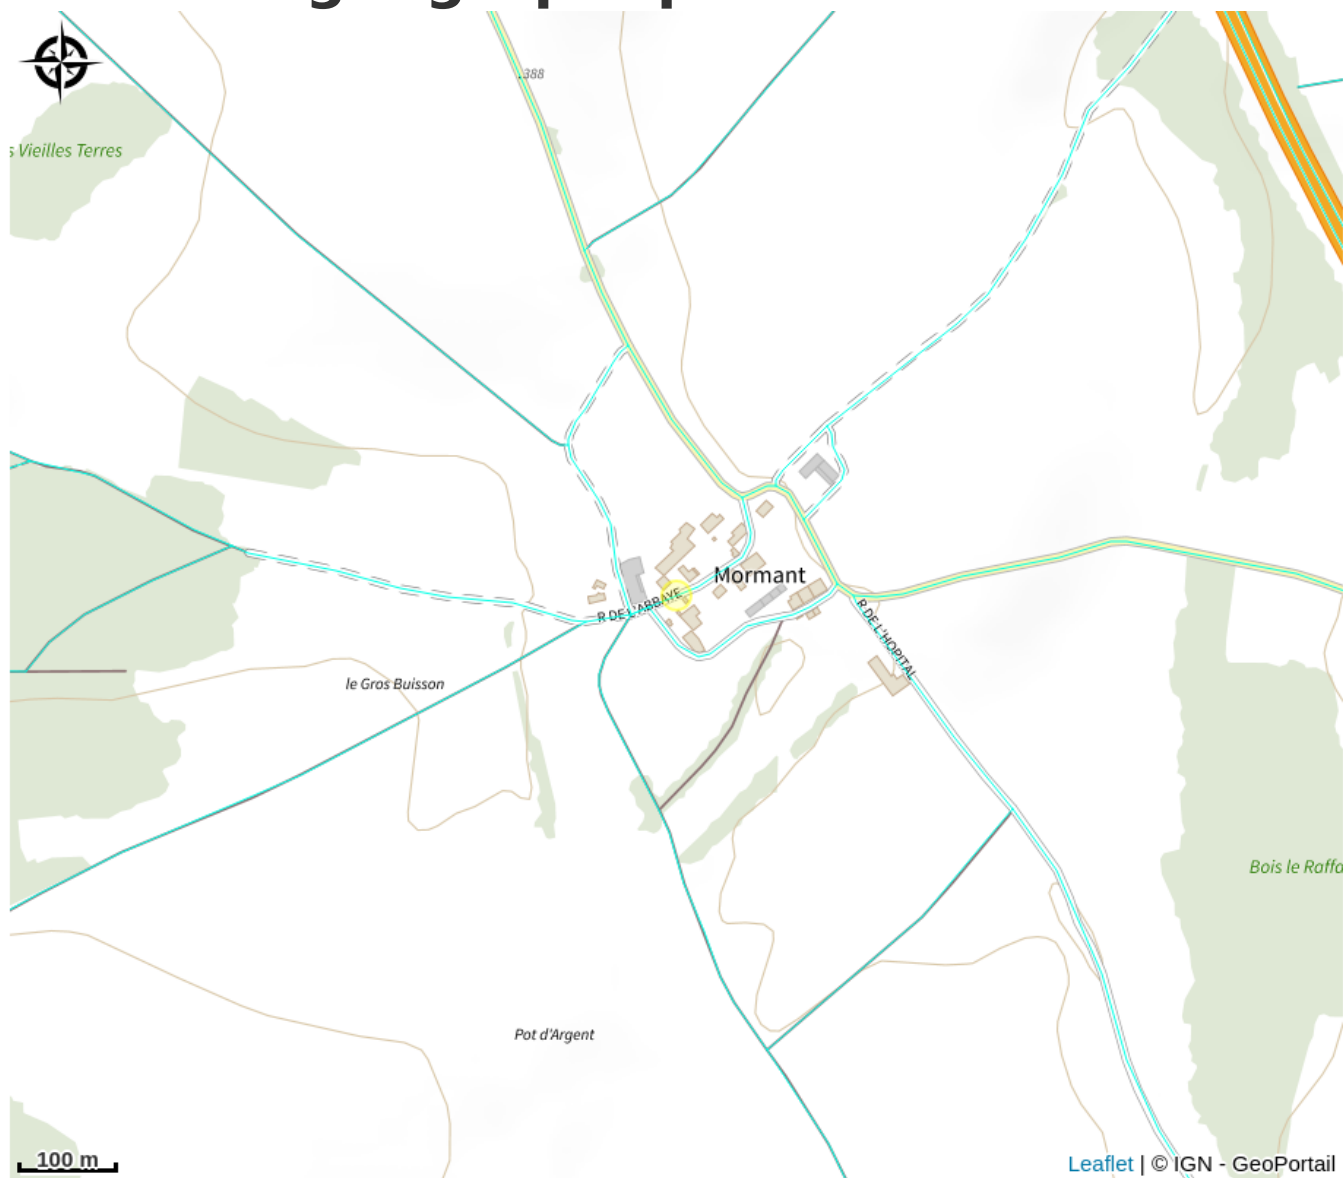 .388
s Vieilles Terres
Mormant
R DE L'ABBAYE
R DE L'HOPITAL
le Gros Buisson
Bois le Raffa
Pot d'Argent
100 m
Leaflet | © IGN - GeoPortail